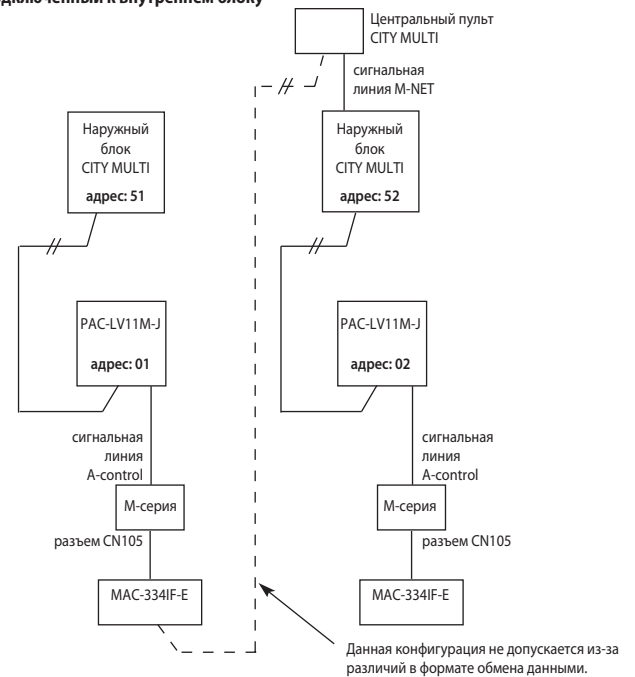 дключенный к внутреннем блоку
Центральный пульт
CITY MULTI
сигнальная
линия M-NET
Наружный
блок
CITY MULTI
адрес: 51
Наружный
блок
CITY MULTI
адрес: 52
PAC-LV11M-J
адрес: 01
PAC-LV11M-J
адрес: 02
сигнальная
линия
A-control
сигнальная
линия
A-control
М-серия
М-серия
разъем CN105
разъем CN105
MAC-334IF-E
MAC-334IF-E
Данная конфигурация не допускается из-за
различий в формате обмена данными.